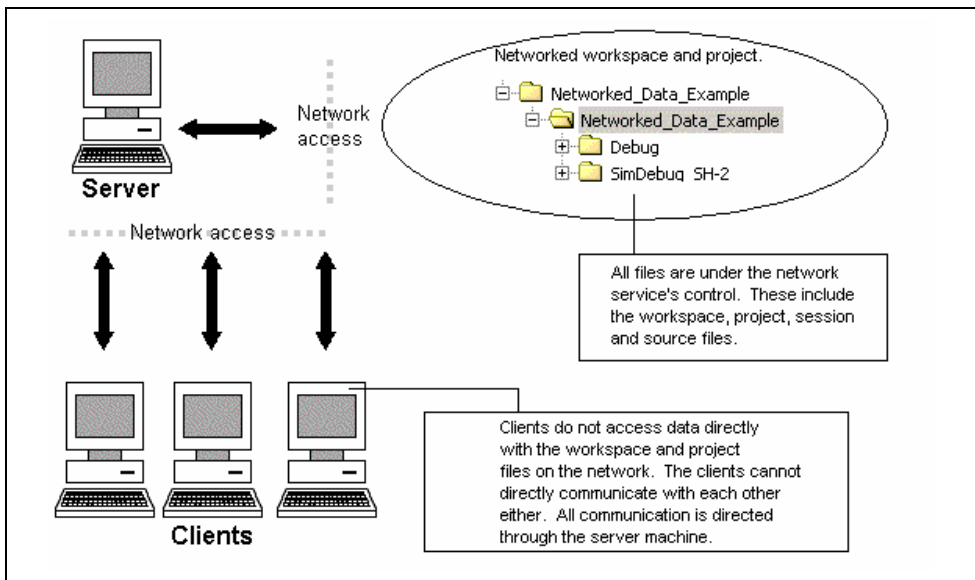 Networked workspace and project.
Networked_Data_Example
Networked_Data_Example
Debug
SimDebug_SH-2
Network
access
Server
Network access
All files are under the network
service's control. These include
the workspace, project, session
and source files.
Clients do not access data directly
with the workspace and project
files on the network. The clients cannot
directly communicate with each other
either. All communication is directed
through the server machine.
Clients